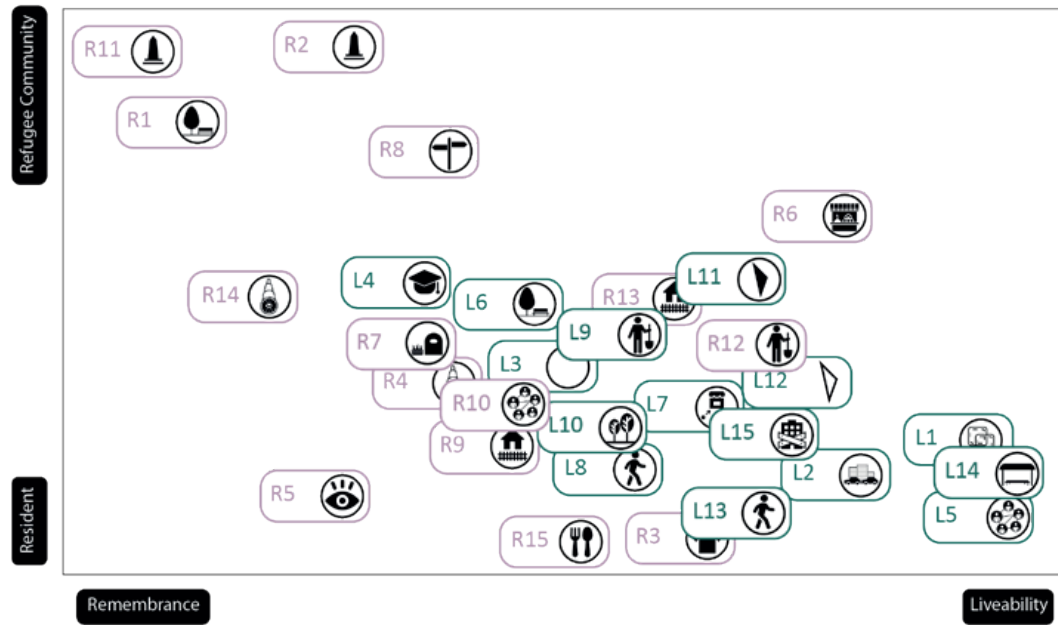 Refugee Community
R11
R2
R1
R8
R6
L11
L4
R14
L6
R13
L9
R7
R12
L3
R4
L12
R10
L7
L10
L15
R9
L1
L8
L2
L14
R5
L13
L5
R15
R3
Resident
Remembrance
Liveability